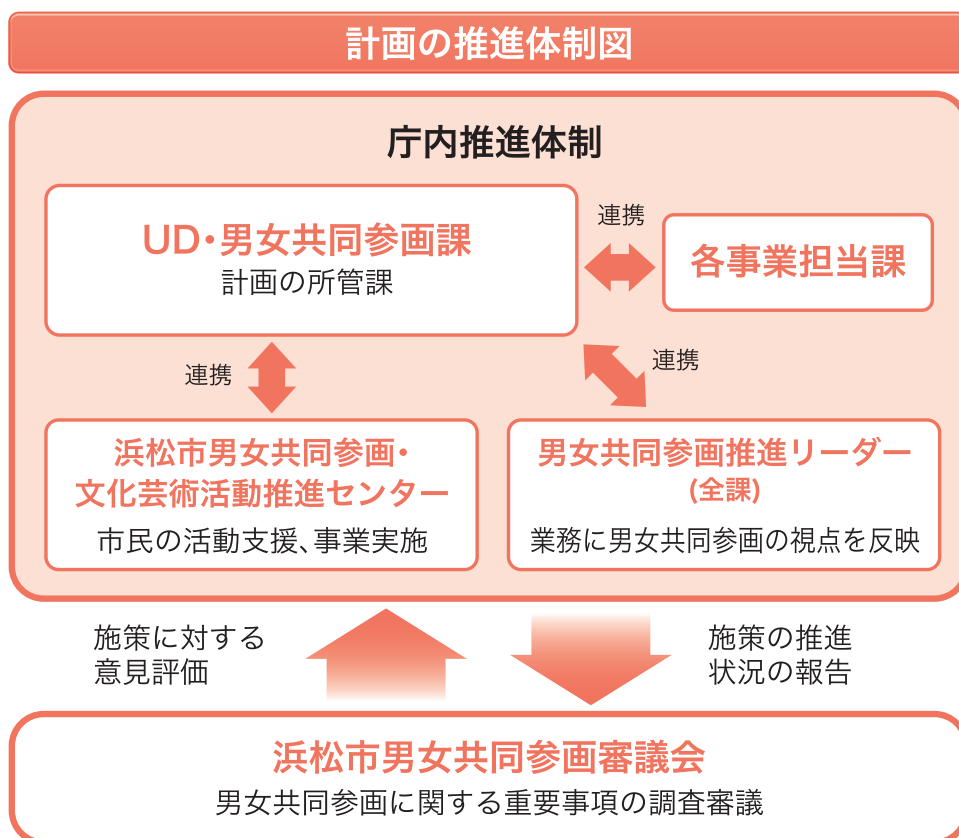 計画の推進体制図
庁内推進体制
UD・男女共同参画課
計画の所管課
連携
各事業担当課
連携
連携
浜松市男女共同参画・
文化芸術活動推進センター
市民の活動支援、事業実施
男女共同参画推進リーダー
(全課)
業務に男女共同参画の視点を反映
施策に対する
意見評価
施策の推進
状況の報告
浜松市男女共同参画審議会
男女共同参画に関する重要事項の調査審議